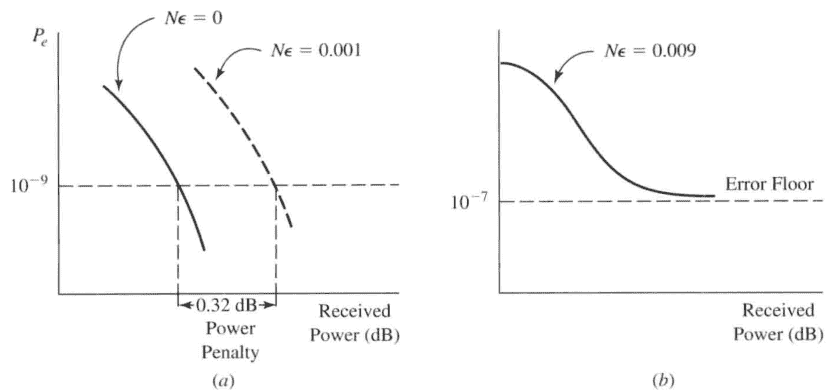 Nϵ = 0
P_e
Nϵ = 0.001
10⁻⁹
0.32 dB
Power
Penalty
Received
Power (dB)
(a)
Nϵ = 0.009
Error Floor
10⁻⁷
Received
Power (dB)
(b)